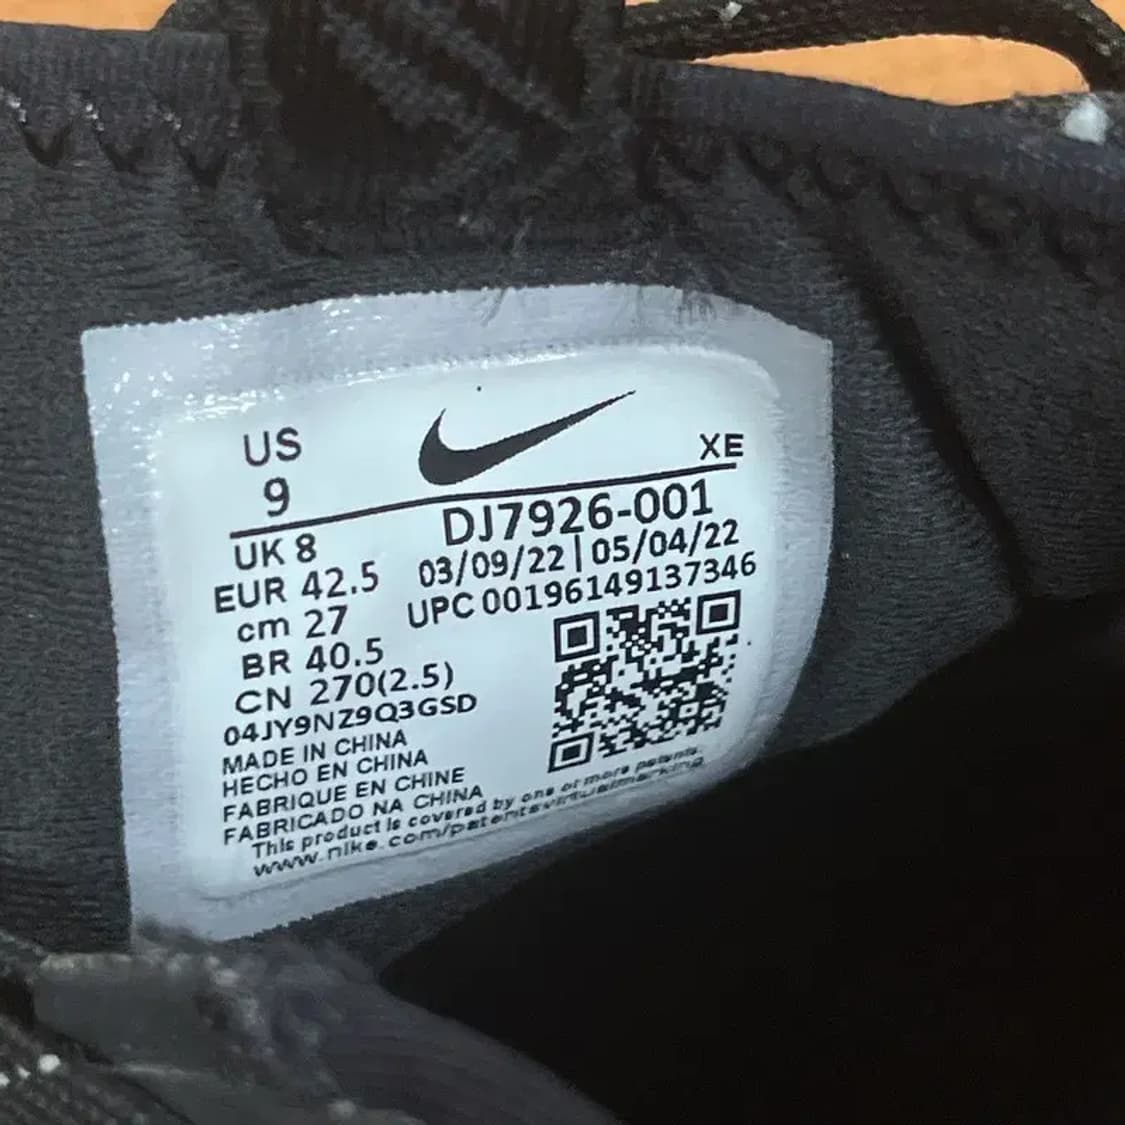 US
9
XE
DJ7926-001
03/09/22 | 05/04/22
UPC 00196149137346
UK 8
EUR 42.5
cm 27
BR 40.5
CN 270(2.5)
04JY9NZ9Q3GSD
MADE IN CHINA
HECHO EN CHINA
FABRIQUE EN CHINE
FABRICADO NA CHINA
This product is covered by one or more patents.
www.nike.com/patentsvirtualmarking